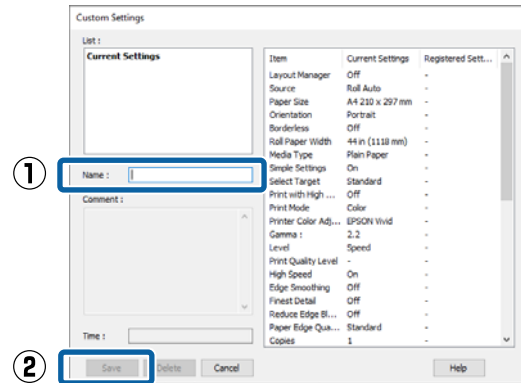 Custom Settings
List :
Current Settings
① Name :
Comment :
Time :
② Save Delete Cancel Help
Item Current Settings Registered Sett...
Layout Manager Off -
Source Roll Auto -
Paper Size A4 210 x 297 mm -
Orientation Portrait -
Borderless Off -
Roll Paper Width 44 in (1118 mm) -
Media Type Plain Paper -
Simple Settings On -
Select Target Standard -
Print with High ... Off -
Print Mode Color -
Printer Color Adj... EPSON Vivid -
Gamma : 2.2 -
Level Speed -
Print Quality Level - -
High Speed On -
Edge Smoothing Off -
Finest Detail Off -
Reduce Edge Bl... Off -
Paper Edge Qua... Standard -
Copies 1 -